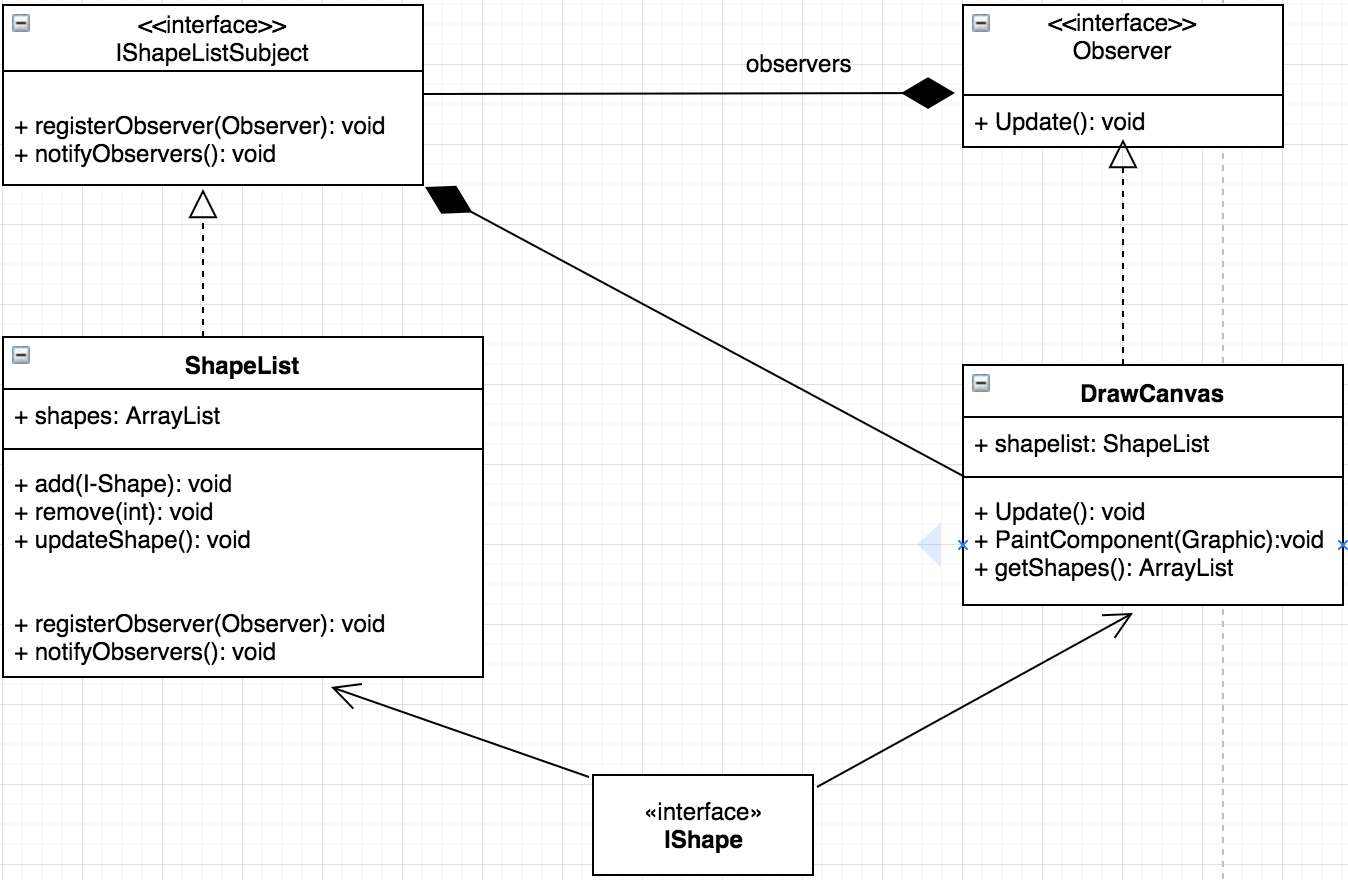 <<interface>>
IShapeListSubject
+ registerObserver(Observer): void
+ notifyObservers(): void
observers
<<interface>>
Observer
+ Update(): void
ShapeList
+ shapes: ArrayList
+ add(I-Shape): void
+ remove(int): void
+ updateShape(): void
+ registerObserver(Observer): void
+ notifyObservers(): void
DrawCanvas
+ shapelist: ShapeList
+ Update(): void
+ PaintComponent(Graphic):void
+ getShapes(): ArrayList
«interface»
IShape